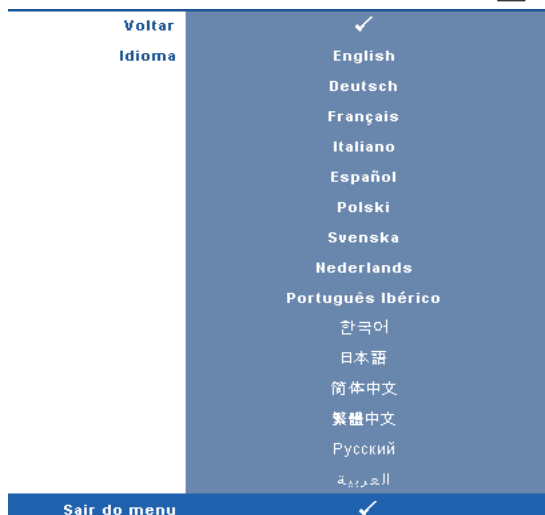 Voltar ✓
Idioma English
Deutsch
Français
Italiano
Español
Polski
Svenska
Nederlands
Português Ibérico
한국어
日本語
简体中文
繁體中文
Русский
العربية
Sair do menu ✓